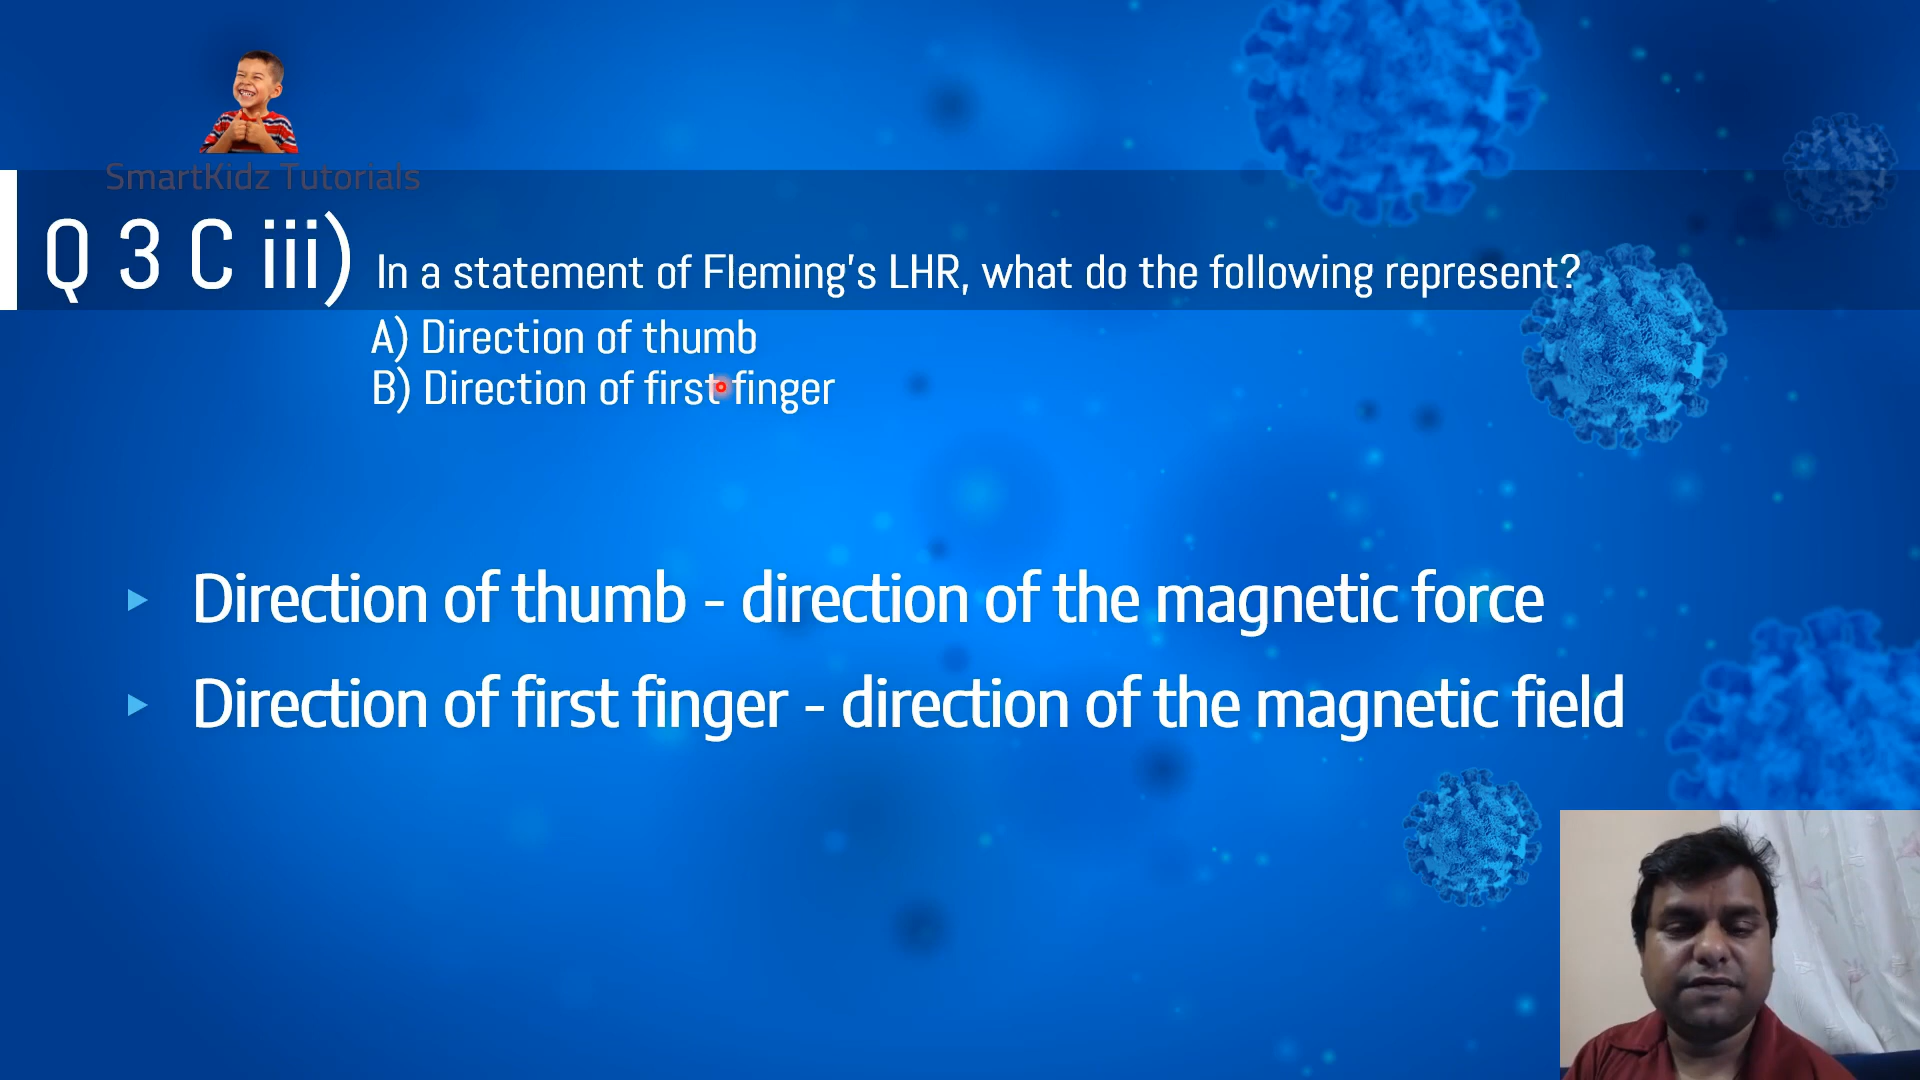 SmartKidz Tutorials
Q 3 C iii) In a statement of Fleming's LHR, what do the following represent?
A) Direction of thumb
B) Direction of first finger
Direction of thumb - direction of the magnetic force
Direction of first finger - direction of the magnetic field